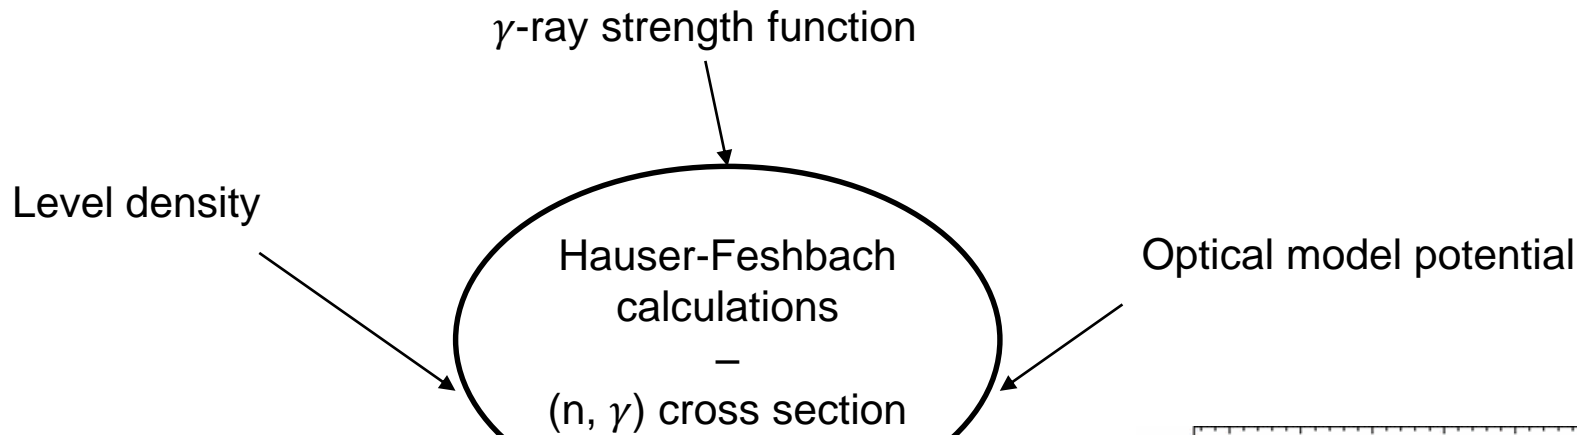 γ-ray strength function
Level density
Hauser-Feshbach
calculations
–
(n, γ) cross section
Optical model potential